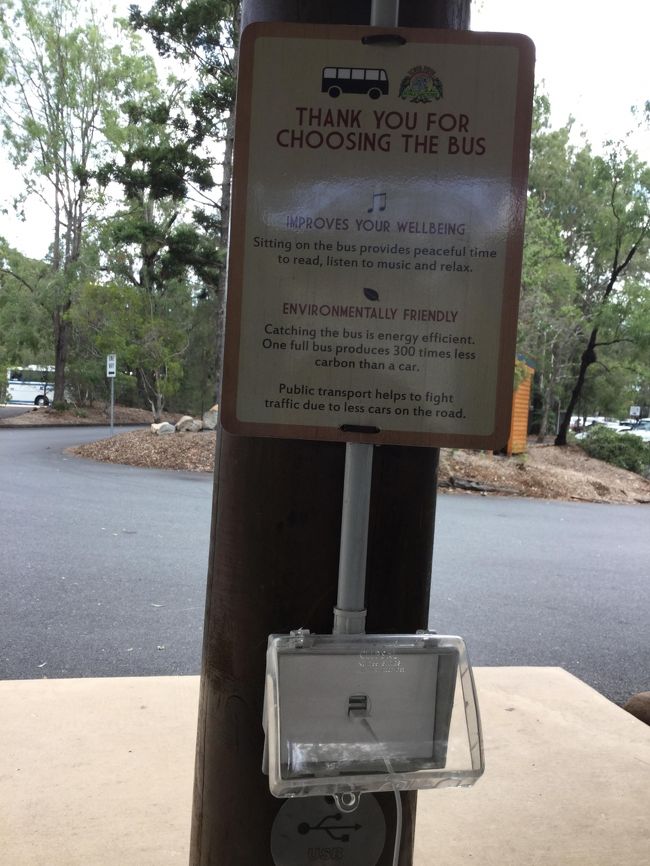 THANK YOU FOR
CHOOSING THE BUS
IMPROVES YOUR WELLBEING
Sitting on the bus provides peaceful time
to read, listen to music and relax.
ENVIRONMENTALLY FRIENDLY
Catching the bus is energy efficient.
One full bus produces 300 times less
carbon than a car.
Public transport helps to fight
traffic due to less cars on the road.
USB